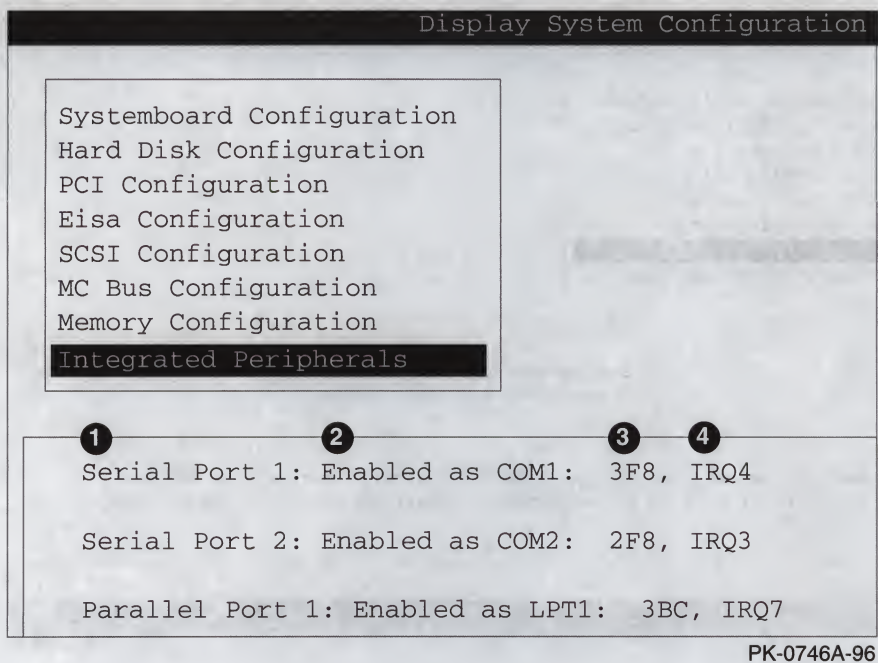 Display System Configuration
Systemboard Configuration
Hard Disk Configuration
PCI Configuration
Eisa Configuration
SCSI Configuration
MC Bus Configuration
Memory Configuration
Integrated Peripherals
1 2 3 4
Serial Port 1: Enabled as COM1: 3F8, IRQ4
Serial Port 2: Enabled as COM2: 2F8, IRQ3
Parallel Port 1: Enabled as LPT1: 3BC, IRQ7
PK-0746A-96